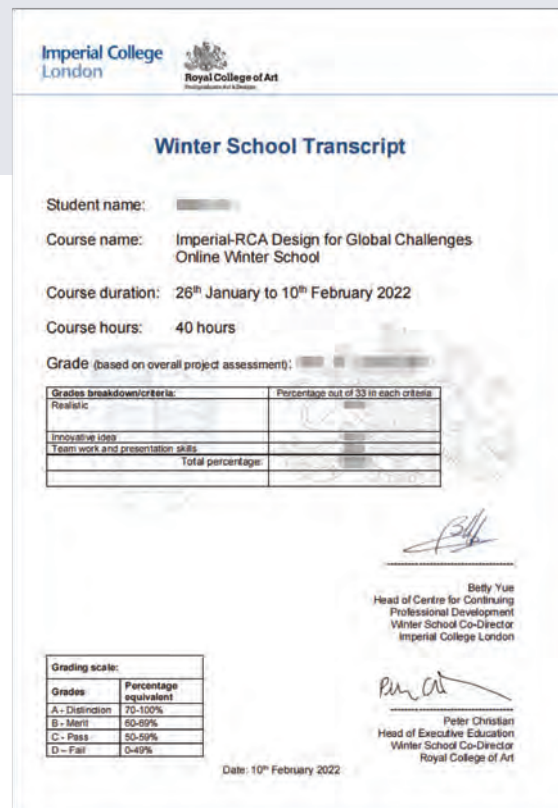 Imperial College
London
Royal College of Art
Postgraduate Art & Design
Winter School Transcript
Student name:
Course name: Imperial-RCA Design for Global Challenges
Online Winter School
Course duration: 26th January to 10th February 2022
Course hours: 40 hours
Grade (based on overall project assessment):
Grades breakdown/criteria: Percentage out of 33 in each criteria
Realistic
Innovative idea
Team work and presentation skills
Total percentage:
Betty Yue
Head of Centre for Continuing
Professional Development
Winter School Co-Director
Imperial College London
Grading scale:
Grades Percentage
equivalent
A - Distinction 70-100%
B - Merit 60-69%
C - Pass 50-59%
D – Fail 0-49%
Peter Christian
Head of Executive Education
Winter School Co-Director
Royal College of Art
Date: 10th February 2022